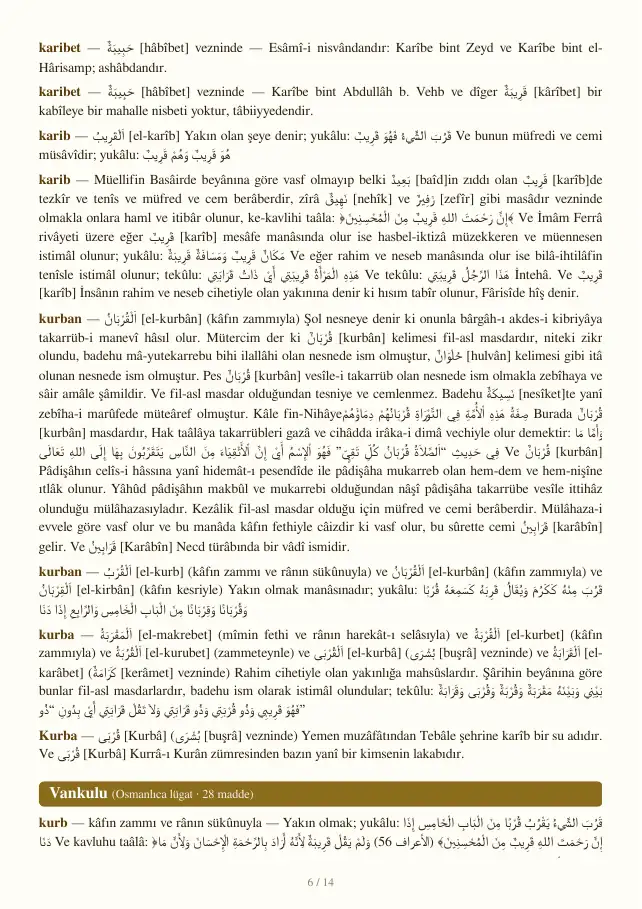 karibet — حَبِيبَةٌ [hâbîbet] vezninde — Esâmî-i nisvândandır: Karîbe bint Zeyd ve Karîbe bint el-
Hârisamp; ashâbdandır.
karibet — حَبِيبَةٌ [hâbîbet] vezninde — Karîbe bint Abdullâh b. Vehb ve dîger قَرِيبَةٌ [kârîbet] bir
kabîleye bir mahalle nisbeti yoktur, tâbiiyyedendir.
karib — اَلْقَرِيبُ [el-karîb] Yakın olan şeye denir; yukâlu: قَرُبَ الشَّيْءُ فَهُوَ قَرِيبٌ Ve bunun müfredi ve cemi
müsâvîdir; yukâlu: هُوَ قَرِيبٌ وَهُمْ قَرِيبٌ
karib — Müellifin Basâirde beyânına göre vasf olmayıp belki بَعِيدٌ [baîd]in zıddı olan قَرِيبٌ [karîb]de
tezkîr ve tenîs ve müfred ve cem berâberdir, zîrâ نَهِيقٌ [nehîk] ve زَفِيرٌ [zefîr] gibi masâdır vezninde
olmakla onlara haml ve itibâr olunur, ke-kavlihi taâla: ﴿إِنَّ رَحْمَتَ اللهِ قَرِيبٌ مِنَ الْمُحْسِنِينَ﴾ Ve İmâm Ferrâ
rivâyeti üzere eğer قَرِيبٌ [karîb] mesâfe manâsında olur ise hasbel-iktizâ müzekkeren ve müennesen
istimâl olunur; yukâlu: مَكَانٌ قَرِيبٌ وَمَسَافَةٌ قَرِيبَةٌ Ve eğer rahim ve neseb manâsında olur ise bilâ-ihtilâfin
tenîsle istimâl olunur; tekûlu: هَذِهِ الْمَرْأَةُ قَرِيبَتِي أَيْ ذَاتُ قَرَابَتِي Ve tekûlu: هَذَا الرَّجُلُ قَرِيبَتِي İntehâ. Ve قَرِيبٌ
[karîb] İnsânın rahim ve neseb cihetiyle olan yakınına denir ki hısım tabîr olunur, Fârisîde hîş denir.
kurban — اَلْقُرْبَانُ [el-kurbân] (kâfın zammıyla) Şol nesneye denir ki onunla bârgâh-ı akdes-i kibriyâya
takarrüb-i manevî hâsıl olur. Mütercim der ki قُرْبَانٌ [kurbân] kelimesi fil-asl masdardır, niteki zikr
olundu, badehu mâ-yutekarrebu bihi ilallâhi olan nesnede ism olmuştur, حُلْوَانٌ [hulvân] kelimesi gibi itâ
olunan nesnede ism olmuştur. Pes قُرْبَانٌ [kurbân] vesîle-i takarrüb olan nesnede ism olmakla zebîhaya ve
sâir amâle şâmildir. Ve fil-asl masdar olduğundan tesniye ve cemlenmez. Badehu نَسِيكَةٌ [nesîket]te yanî
zebîha-i marûfede müteâref olmuştur. Kâle fin-Nihâye صِفَةُ هَذِهِ الْأُمَّةِ فِي التَّوْرَاةِ قُرْبَانُهُمْ دِمَاؤُهُمْ Burada قُرْبَانٌ
[kurbân] masdardır, Hak taâlâya takarrübleri gazâ ve cihâdda irâka-i dimâ vechiyle olur demektir: وَأَمَّا مَا
فِي حَدِيثِ “اَلصَّلَاةُ قُرْبَانُ كُلِّ تَقِيٍّ” فَهُوَ اَلْإِسْمُ أَيْ إِنَّ اَلْأَتْقِيَاءَ مِنَ النَّاسِ يَتَقَرَّبُونَ بِهَا إِلَى اللهِ تَعَالَى Ve قُرْبَانٌ [kurbân]
Pâdişâhın celîs-i hâssına yanî hidemât-ı pesendîde ile pâdişâha mukarreb olan hem-dem ve hem-nişîne
ıtlâk olunur. Yâhûd pâdişâhın makbûl ve mukarrebi olduğundan nâşî pâdişâha takarrübe vesîle ittihâz
olunduğu mülâhazasıyladır. Kezâlik fil-asl masdar olduğu için müfred ve cemi berâberdir. Mülâhaza-i
evvele göre vasf olur ve bu manâda kâfın fethiyle câizdir ki vasf olur, bu sûrette cemi قَرَابِينُ [karâbîn]
gelir. Ve قَرَابِينُ [Karâbîn] Necd türâbında bir vâdî ismidir.
kurban — اَلْقُرْبُ [el-kurb] (kâfın zammı ve rânın sükûnuyla) ve اَلْقُرْبَانُ [el-kurbân] (kâfın zammıyla) ve
اَلْقِرْبَانُ [el-kirbân] (kâfın kesriyle) Yakın olmak manâsınadır; yukâlu: قَرُبَ مِنْهُ كَكَرُمَ وَيُقَالُ قَرِبَهُ كَسَمِعَهُ قُرْبًا
وَقُرْبَانًا وَقِرْبَانًا مِنَ الْبَابِ الْخَامِسِ وَالرَّابِعِ إِذَا دَنَا
kurba — اَلْمَقْرَبَةُ [el-makrebet] (mîmin fethi ve rânın harekât-ı selâsıyla) ve اَلْقُرْبَةُ [el-kurbet] (kâfın
zammıyla) ve اَلْقُرُبَةُ [el-kurubet] (zammeteynle) ve اَلْقُرْبَى [el-kurbâ] (بُشْرَى [buşrâ] vezninde) ve اَلْقَرَابَةُ [el-
karâbet] (كَرَامَةٌ [kerâmet] vezninde) Rahim cihetiyle olan yakınlığa mahsûslardır. Şârihin beyânına göre
bunlar fil-asl masdarlardır, badehu ism olarak istimâl olundular; tekûlu: بَيْنِي وَبَيْنَهُ مَقْرَبَةٌ وَقُرْبَةٌ وَقُرْبَى وَقَرَابَةٌ
فَهُوَ قَرِيبِي وَذُو قُرْبَتِي وَذُو قَرَابَتِي وَلَا تَقُلْ قَرَابَتِي أَيْ بِدُونِ “ذُو”
Kurba — قُرْبَى [Kurbâ] (بُشْرَى [buşrâ] vezninde) Yemen muzâfâtından Tebâle şehrine karîb bir su adıdır.
Ve قُرْبَى [Kurbâ] Kurrâ-ı Kurân zümresinden bazın yanî bir kimsenin lakabıdır.
Vankulu (Osmanlıca lügat · 28 madde)
kurb — kâfın zammı ve rânın sükûnuyla — Yakın olmak; yukâlu: قَرُبَ الشَّيْءُ يَقْرُبُ قُرْبًا مِنَ الْبَابِ الْخَامِسِ إِذَا
دَنَا Ve kavluhu taâlâ: ﴿إِنَّ رَحْمَتَ اللهِ قَرِيبٌ مِنَ الْمُحْسِنِينَ﴾ (الأعراف 56) وَلَمْ يَقُلْ قَرِيبَةٌ لِأَنَّهُ أَرَادَ بِالرَّحْمَةِ الْإِحْسَانَ وَلِأَنَّ مَا
6 / 14